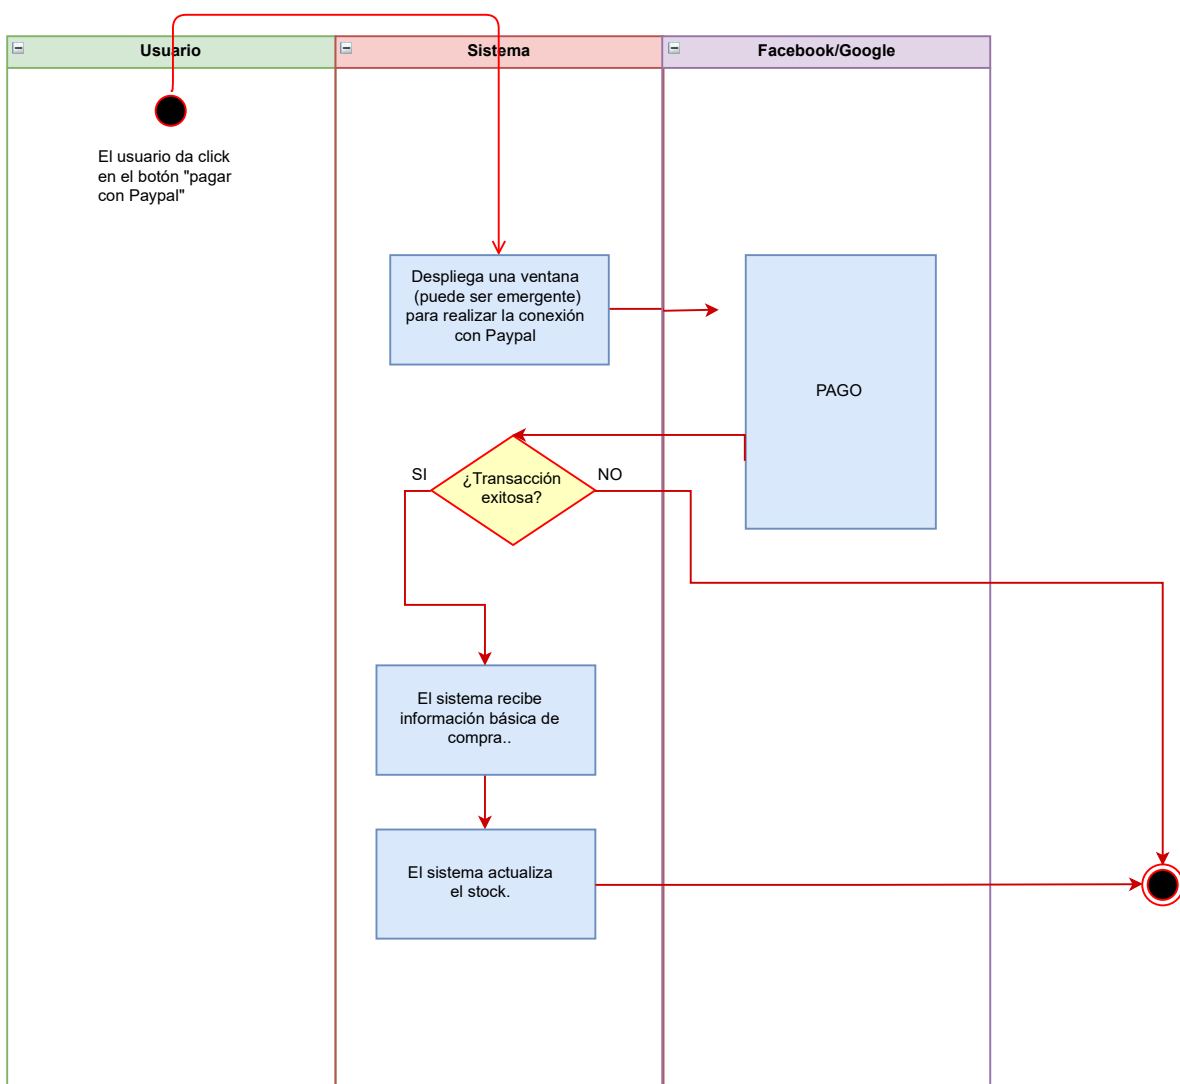 Usuario
Sistema
Facebook/Google
El usuario da click
en el botón "pagar
con Paypal"
Despliega una ventana
(puede ser emergente)
para realizar la conexión
con Paypal
PAGO
SI
¿Transacción
exitosa?
NO
El sistema recibe
información básica de
compra..
El sistema actualiza
el stock.